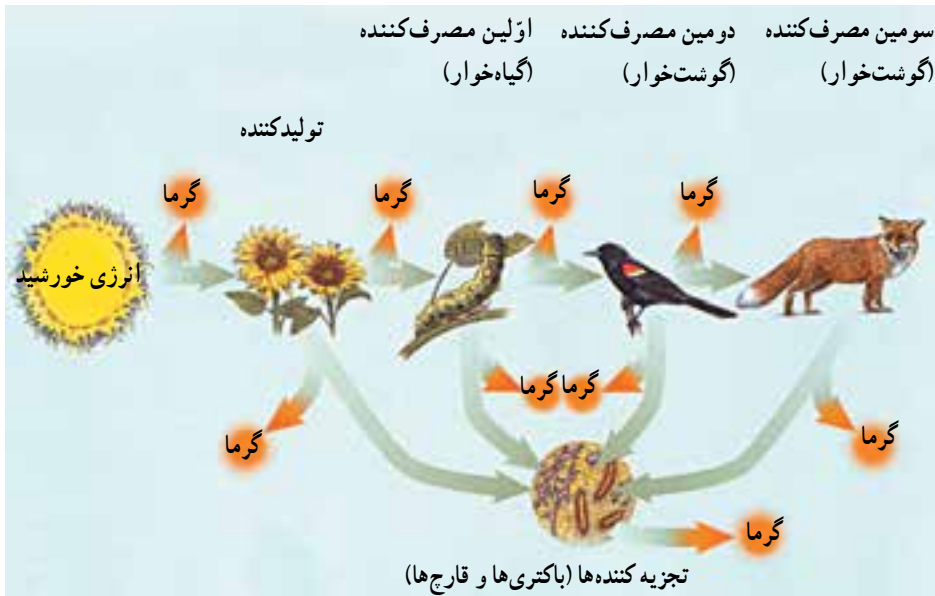 سومین مصرف‌کننده
(گوشت‌خوار)
دومین مصرف‌کننده
(گوشت‌خوار)
اوّلین مصرف‌کننده
(گیاه‌خوار)
تولیدکننده
گرما
گرما
گرما
گرما
انرژی خورشید
گرما
گرما
گرما
گرما
گرما
تجزیه کننده‌ها (باکتری‌ها و قارچ‌ها)